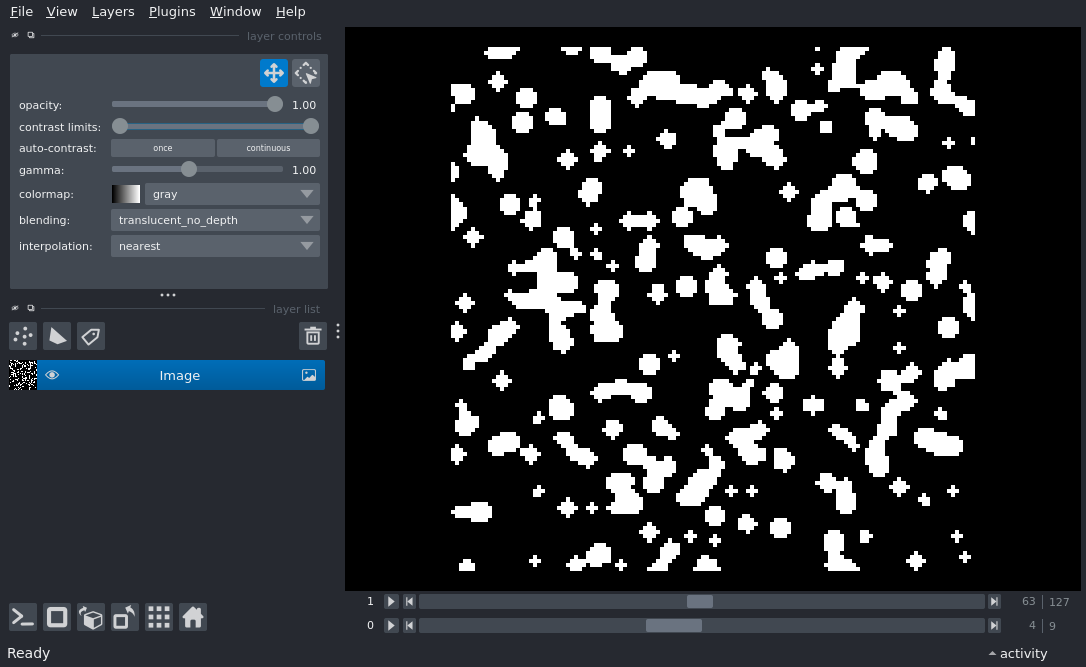 File View Layers Plugins Window Help
layer controls
opacity: 1.00
contrast limits:
auto-contrast: once continuous
gamma: 1.00
colormap: gray
blending: translucent_no_depth
interpolation: nearest
layer list
Image
1 63 127
0 4 9
Ready activity